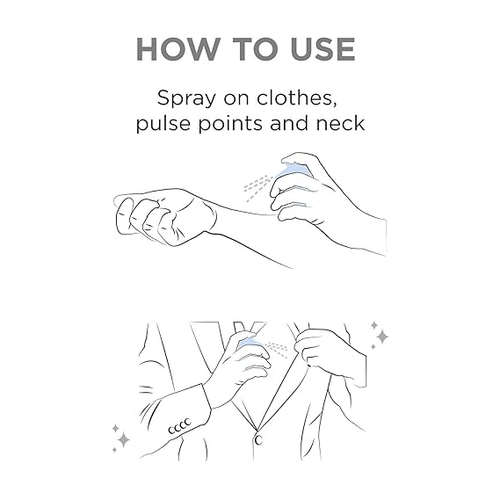 HOW TO USE
Spray on clothes,
pulse points and neck